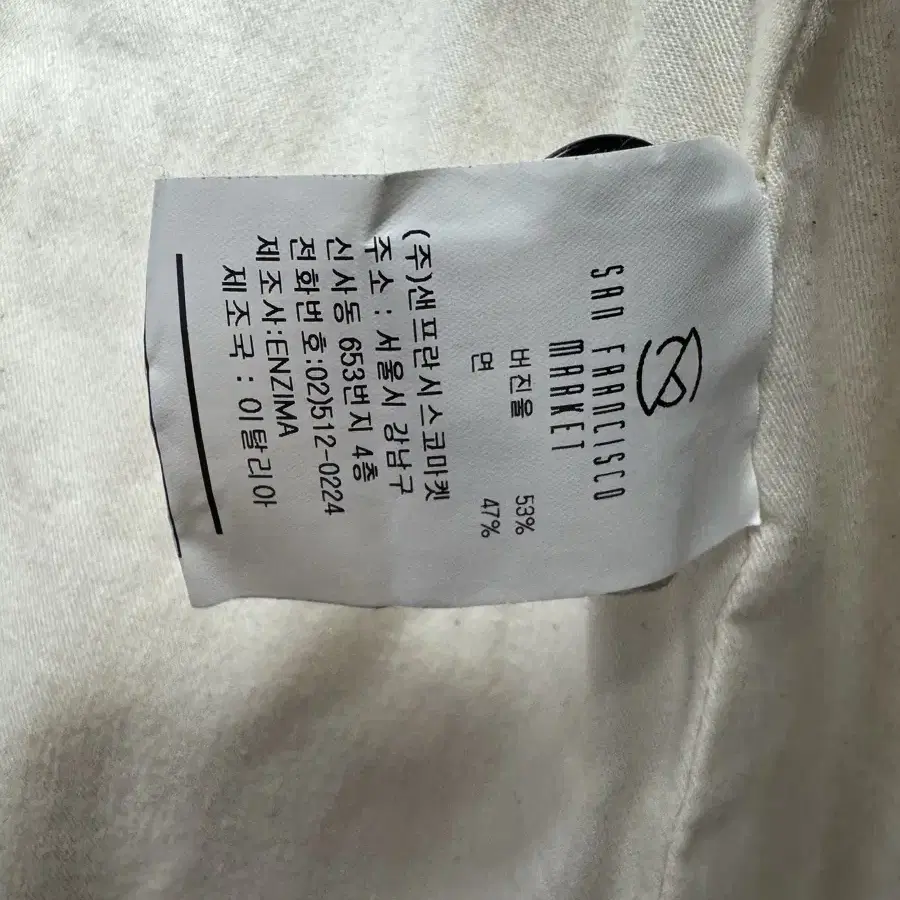 SAN FRANCISCO
MARKET
버진울 53%
면 47%
(주)샌프란시스코마켓
주소 : 서울시 강남구
신사동 653번지 4층
전화번호:02)512-0224
제조사:ENZIMA
제조국 : 이탈리아